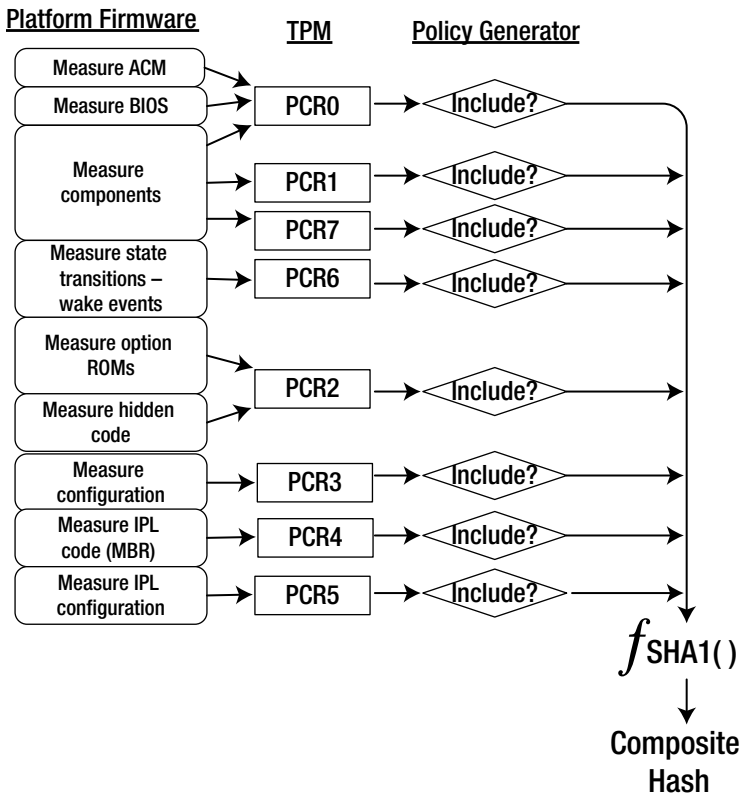 Platform Firmware
TPM
Policy Generator
Measure ACM
Measure BIOS
PCR0
Include?
Measure
components
PCR1
Include?
PCR7
Include?
Measure state
transitions –
wake events
PCR6
Include?
Measure option
ROMs
PCR2
Include?
Measure hidden
code
Measure
configuration
PCR3
Include?
Measure IPL
code (MBR)
PCR4
Include?
Measure IPL
configuration
PCR5
Include?
fSHA1( )
Composite
Hash